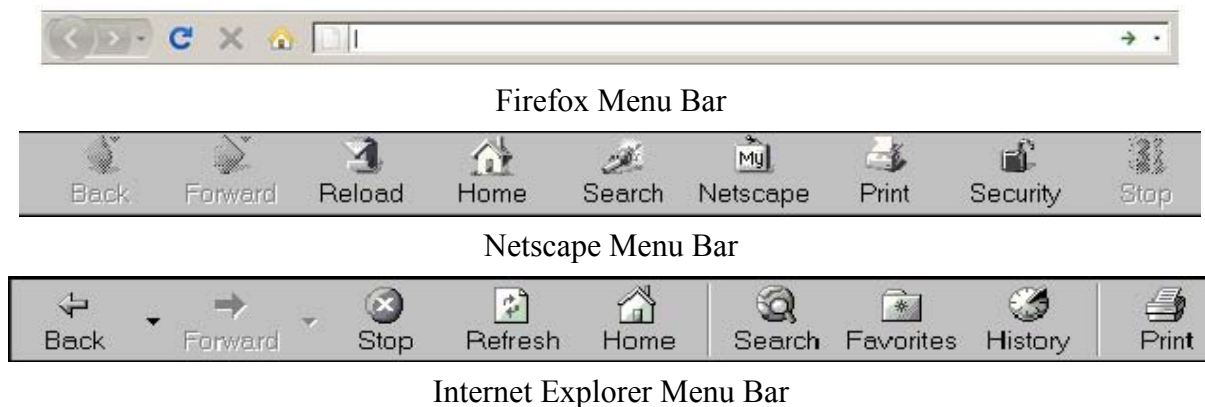 Firefox Menu Bar
Back Forward Reload Home Search Netscape Print Security Stop
My
Netscape Menu Bar
Back Forward Stop Refresh Home Search Favorites History Print
Internet Explorer Menu Bar